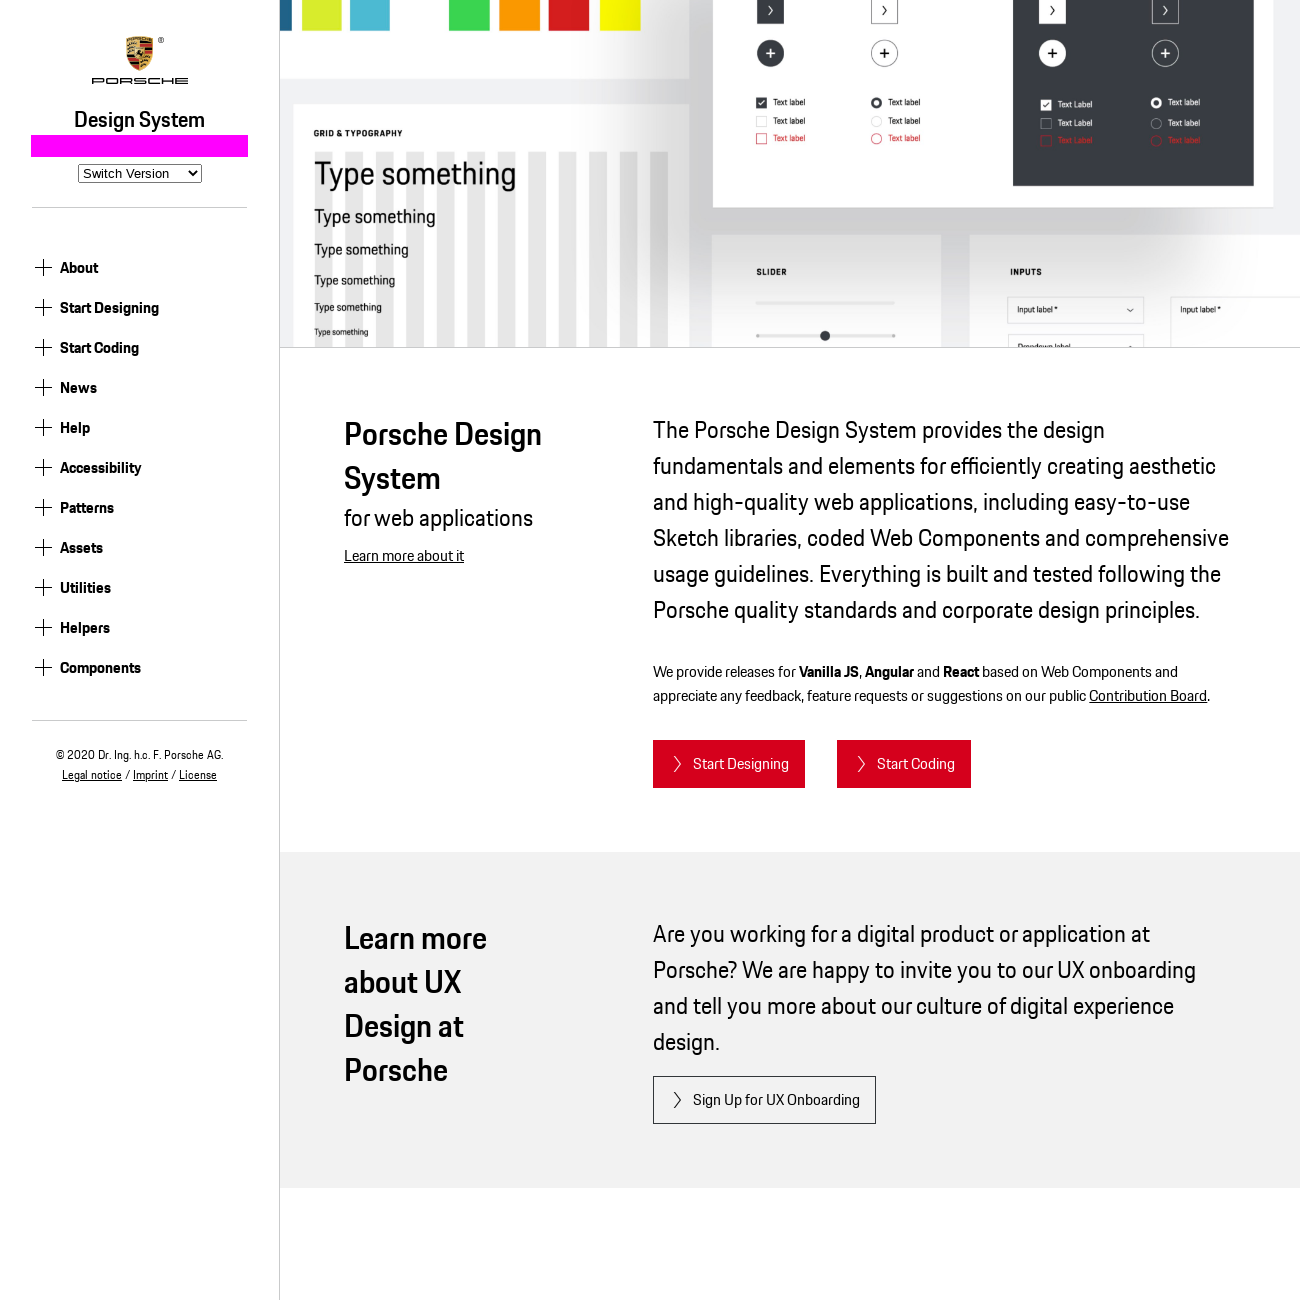 PORSCHE
®
Design System
Switch Version
About
Start Designing
Start Coding
News
Help
Accessibility
Patterns
Assets
Utilities
Helpers
Components
© 2020 Dr. Ing. h.c. F. Porsche AG.
Legal notice / Imprint / License
GRID & TYPOGRAPHY
Type something
Type something
Type something
Type something
Type something
Type something
Text label
Text label
Text label
Text label
Text label
Text label
Text Label
Text Label
Text Label
Text label
Text label
Text label
SLIDER
INPUTS
Input label *
Input label *
Dropdown label
Porsche Design
System
for web applications
Learn more about it
The Porsche Design System provides the design
fundamentals and elements for efficiently creating aesthetic
and high-quality web applications, including easy-to-use
Sketch libraries, coded Web Components and comprehensive
usage guidelines. Everything is built and tested following the
Porsche quality standards and corporate design principles.
We provide releases for Vanilla JS, Angular and React based on Web Components and
appreciate any feedback, feature requests or suggestions on our public Contribution Board.
Start Designing
Start Coding
Learn more
about UX
Design at
Porsche
Are you working for a digital product or application at
Porsche? We are happy to invite you to our UX onboarding
and tell you more about our culture of digital experience
design.
Sign Up for UX Onboarding